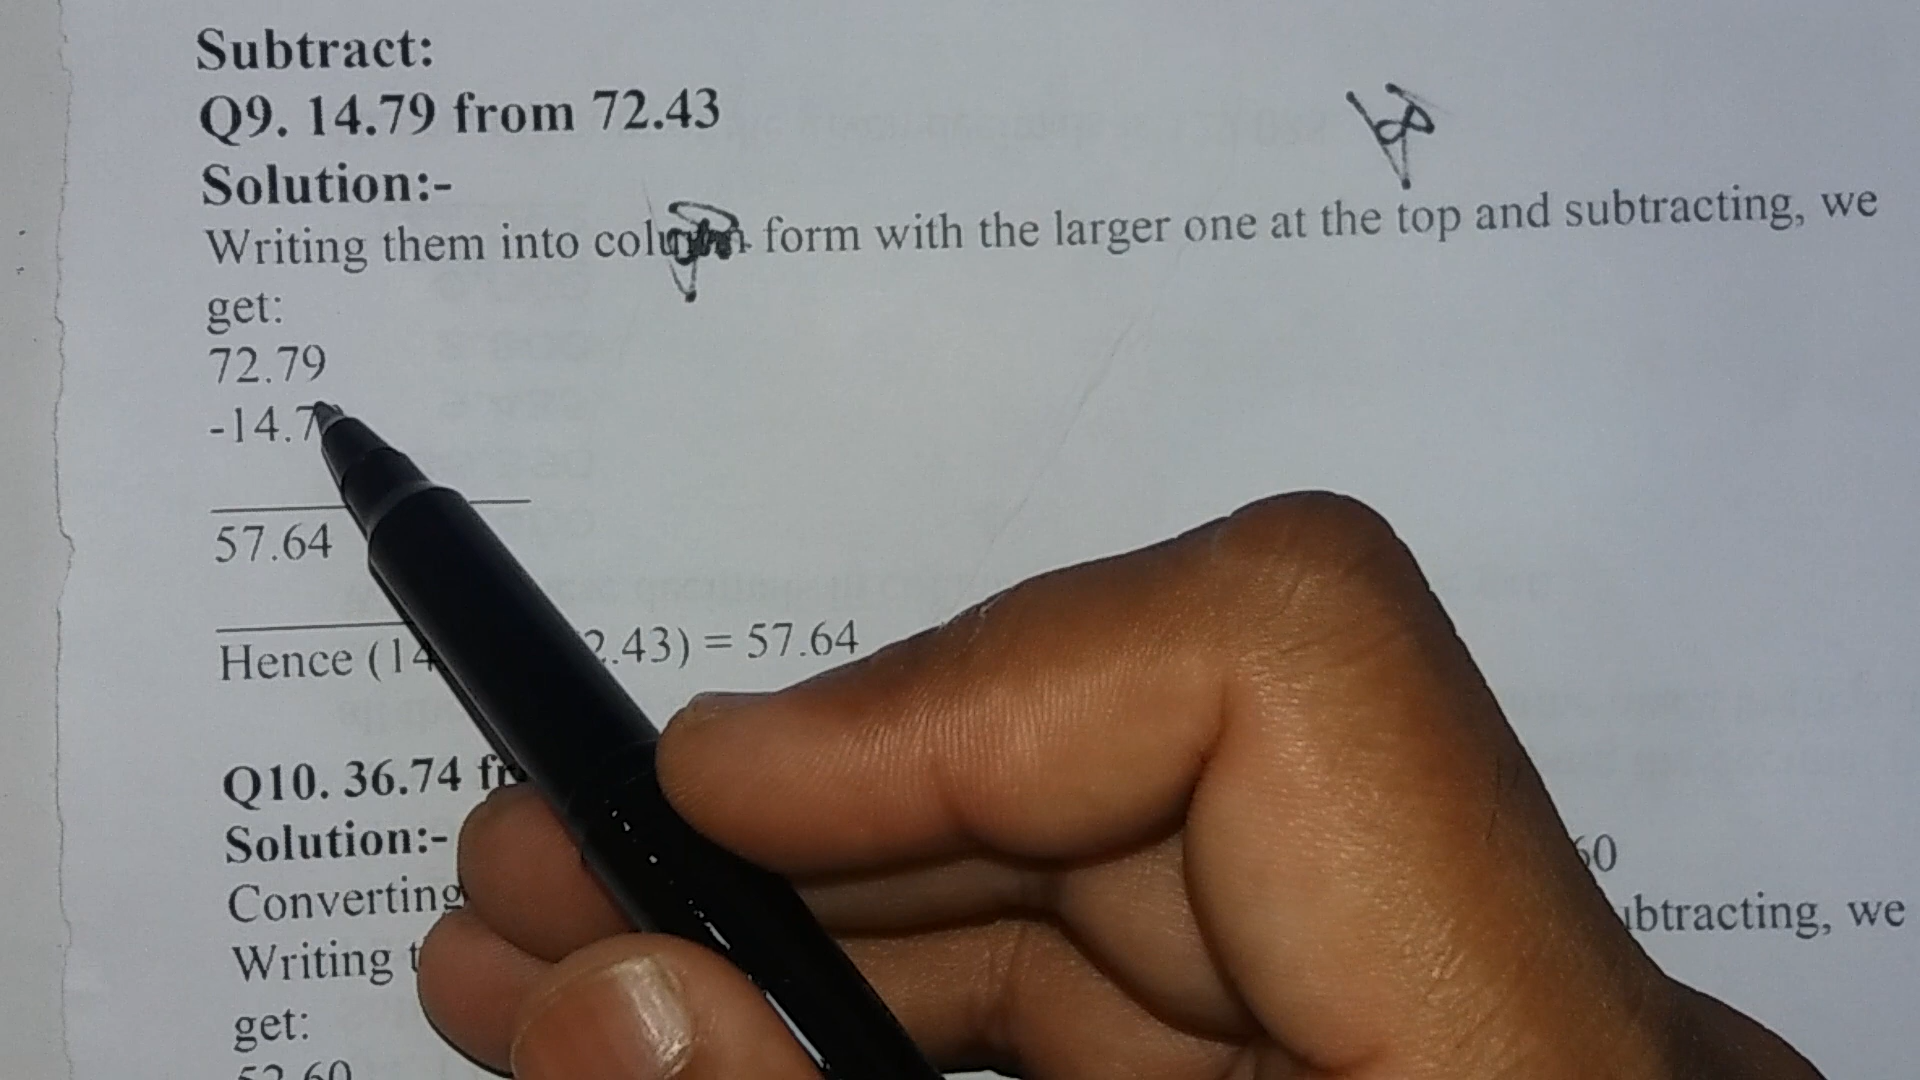 Subtract:
Q9. 14.79 from 72.43
Solution:-
Writing them into form with the larger one at the top and subtracting, we
get:
72.79
-14.7
57.64
Hence (14 2.43) = 57.64
Q10. 36.74
Solution:-
60
Converting
Writing we
get:
52.60